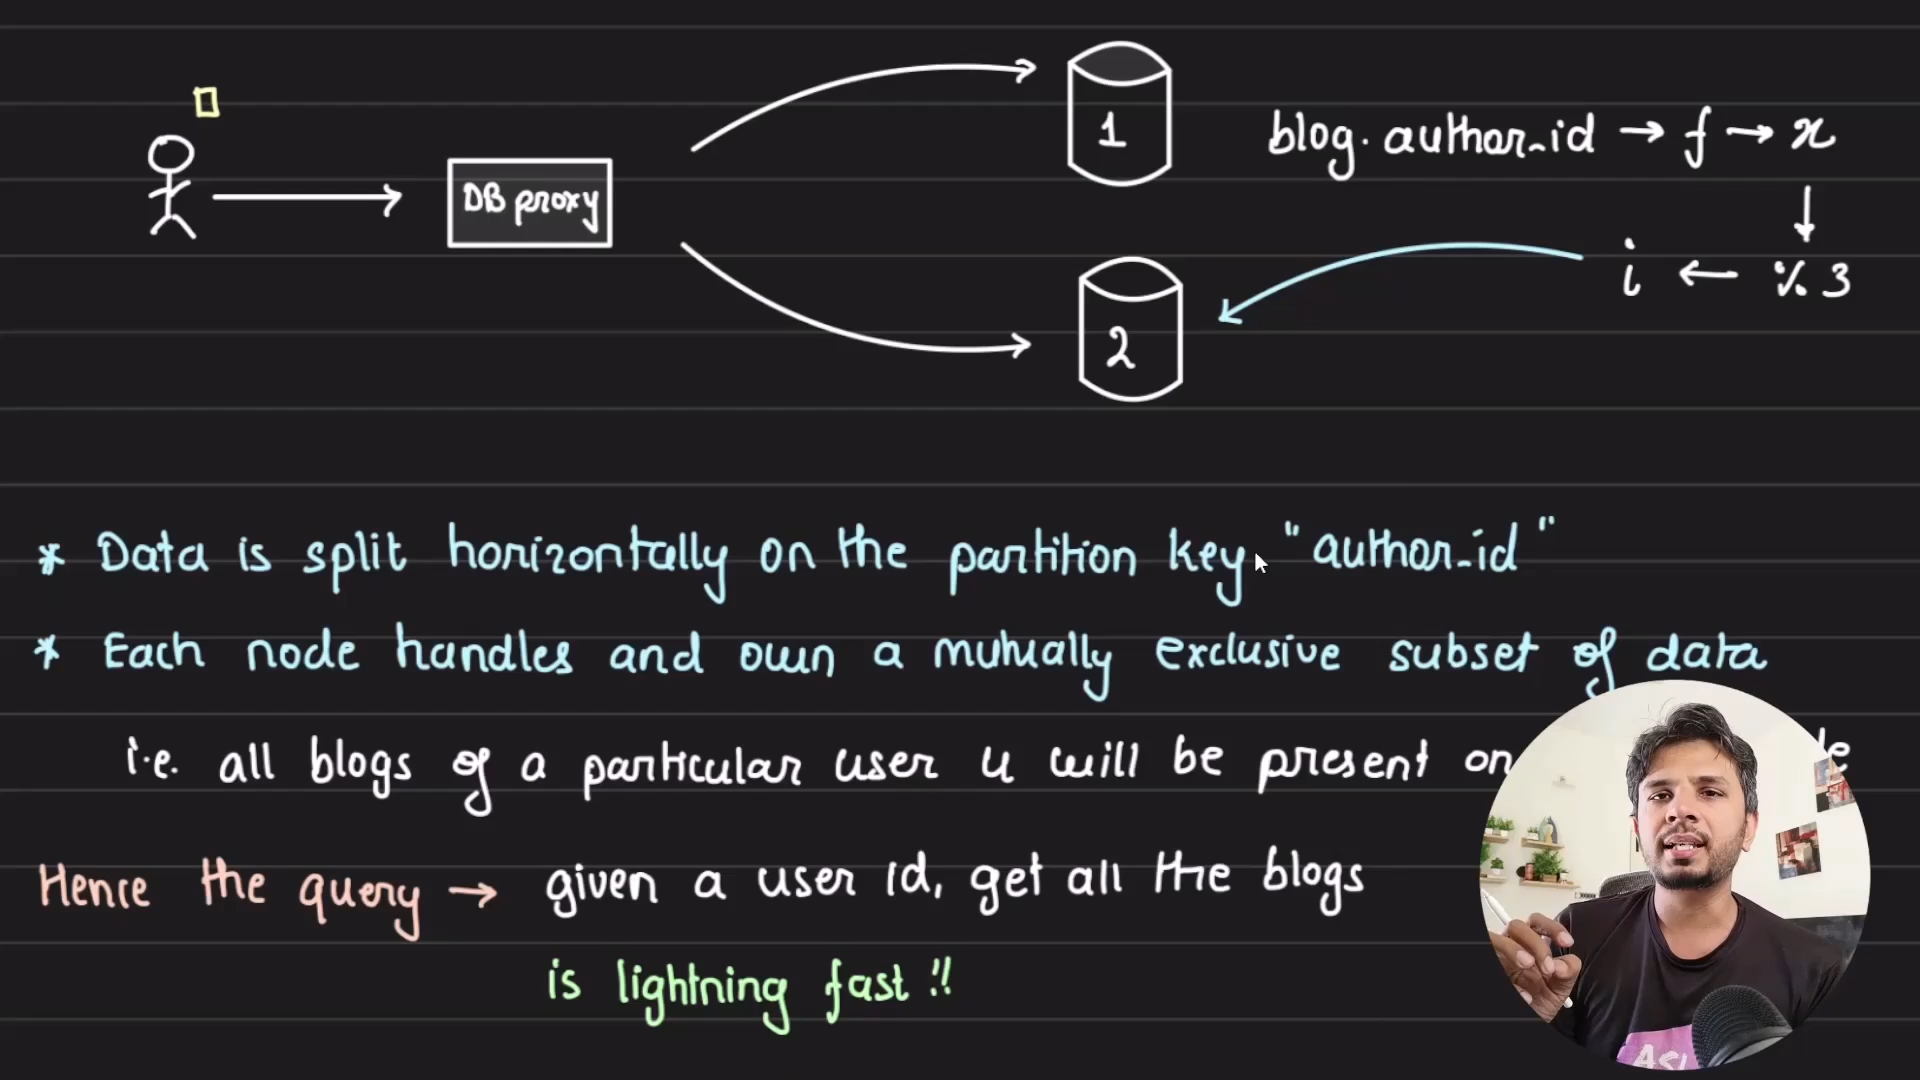 1
blog. author_id → f → x
DB proxy
i ← % 3
2
* Data is split horizontally on the partition key "author_id"
* Each node handles and own a mutually exclusive subset of data
i.e. all blogs of a particular user u will be present on
Hence the query → given a user id, get all the blogs
is lightning fast !!